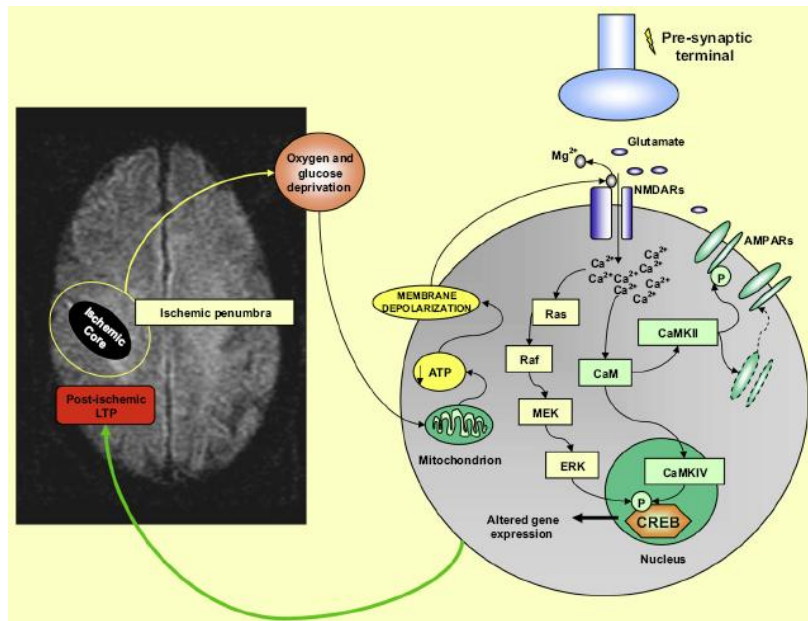 Pre-synaptic
terminal
Oxygen and
glucose
deprivation
Mg²⁺
Glutamate
NMDARs
AMPARs
Ca²⁺
Ca²⁺
Ca²⁺
Ca²⁺Ca²⁺
Ca²⁺
Ca²⁺
Ca²⁺
P
MEMBRANE
DEPOLARIZATION
Ischemic penumbra
Ischemic
Core
Ras
CaMKII
Raf
CaM
ATP
Post-ischemic
LTP
MEK
Mitochondrion
ERK
CaMKIV
P
CREB
Altered gene
expression
Nucleus